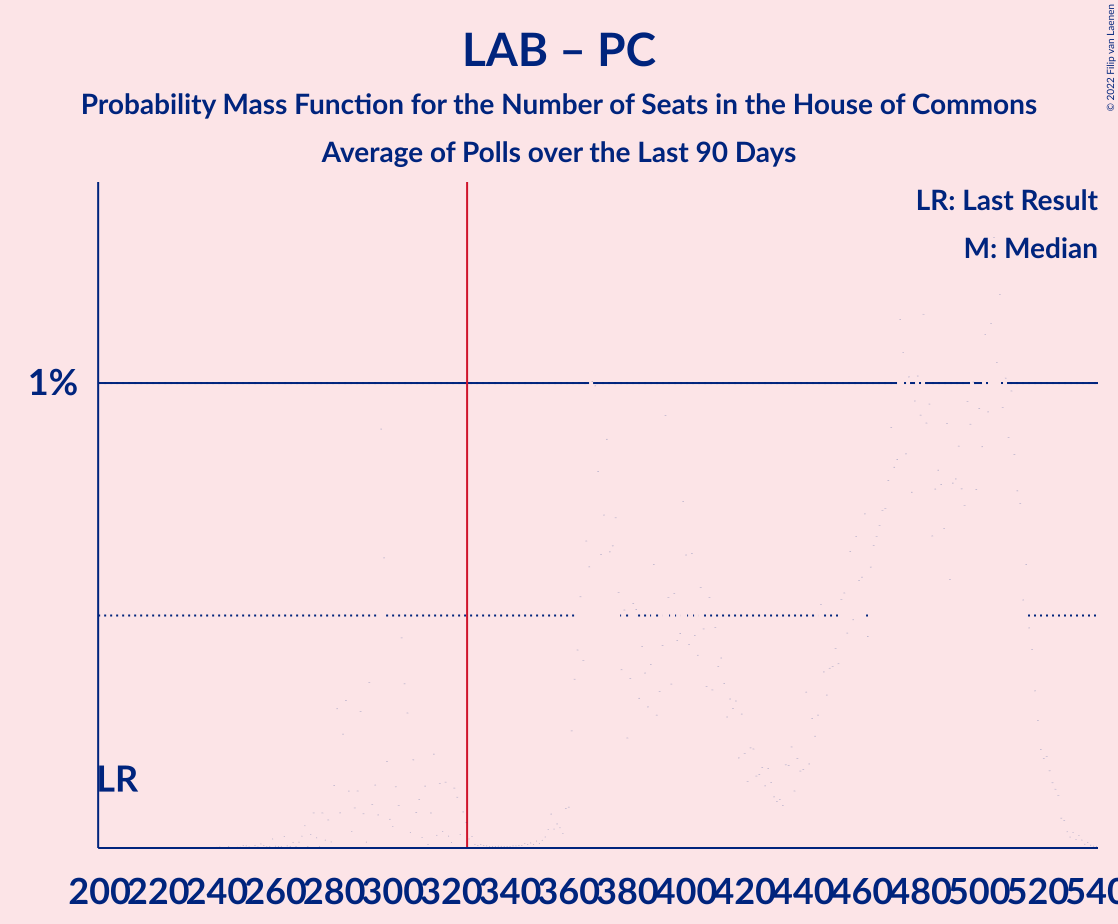 LAB – PC
Probability Mass Function for the Number of Seats in the House of Commons
Average of Polls over the Last 90 Days
© 2022 Filip van Laenen
LR: Last Result
M: Median
1%
LR
200 220 240 260 280 300 320 340 360 380 400 420 440 460 480 500 520 540